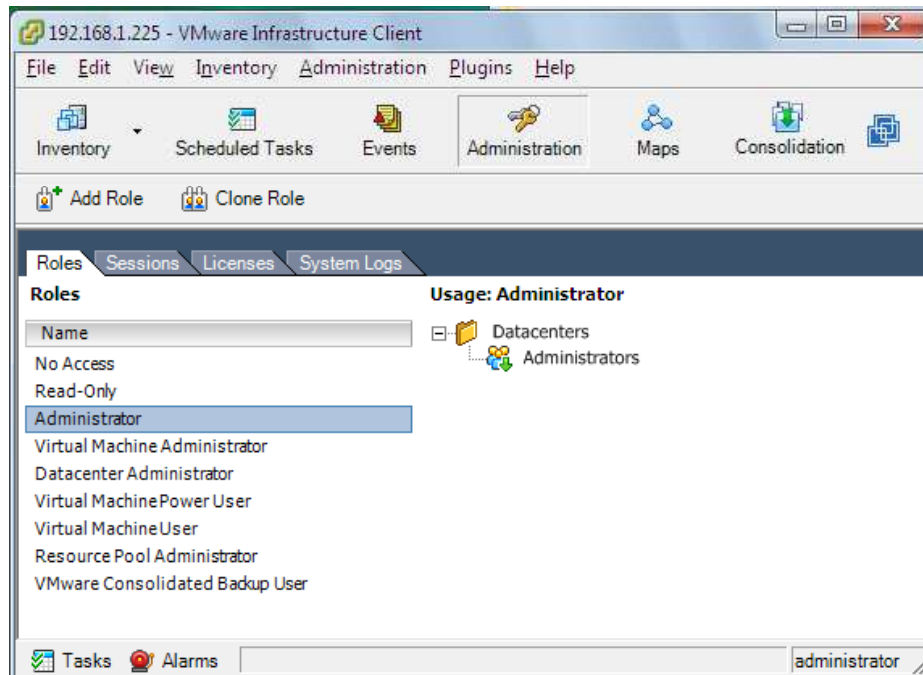 192.168.1.225 - VMware Infrastructure Client
File Edit View Inventory Administration Plugins Help
Inventory Scheduled Tasks Events Administration Maps Consolidation
Add Role Clone Role
Roles Sessions Licenses System Logs
Roles
Usage: Administrator
Name
Datacenters
Administrators
No Access
Read-Only
Administrator
Virtual Machine Administrator
Datacenter Administrator
Virtual Machine Power User
Virtual Machine User
Resource Pool Administrator
VMware Consolidated Backup User
Tasks Alarms administrator